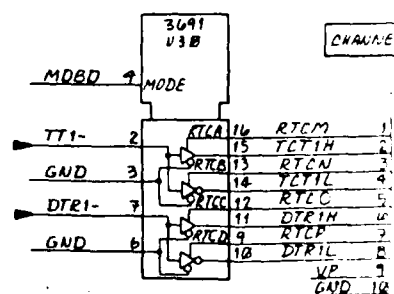 3691
U3B
CHANNE
MDBD 4 MODE
RTCA 16 RTCM 1
TT1- 2 15 TCT1H 2
RTCB 13 RTCN 3
GND 3 14 TCT1L 4
RTCC 12 RTCO 5
DTR1- 7 11 DTR1H 6
RTCD 9 RTCP 7
GND 6 10 DTR1L 8
VP 9
GND 10